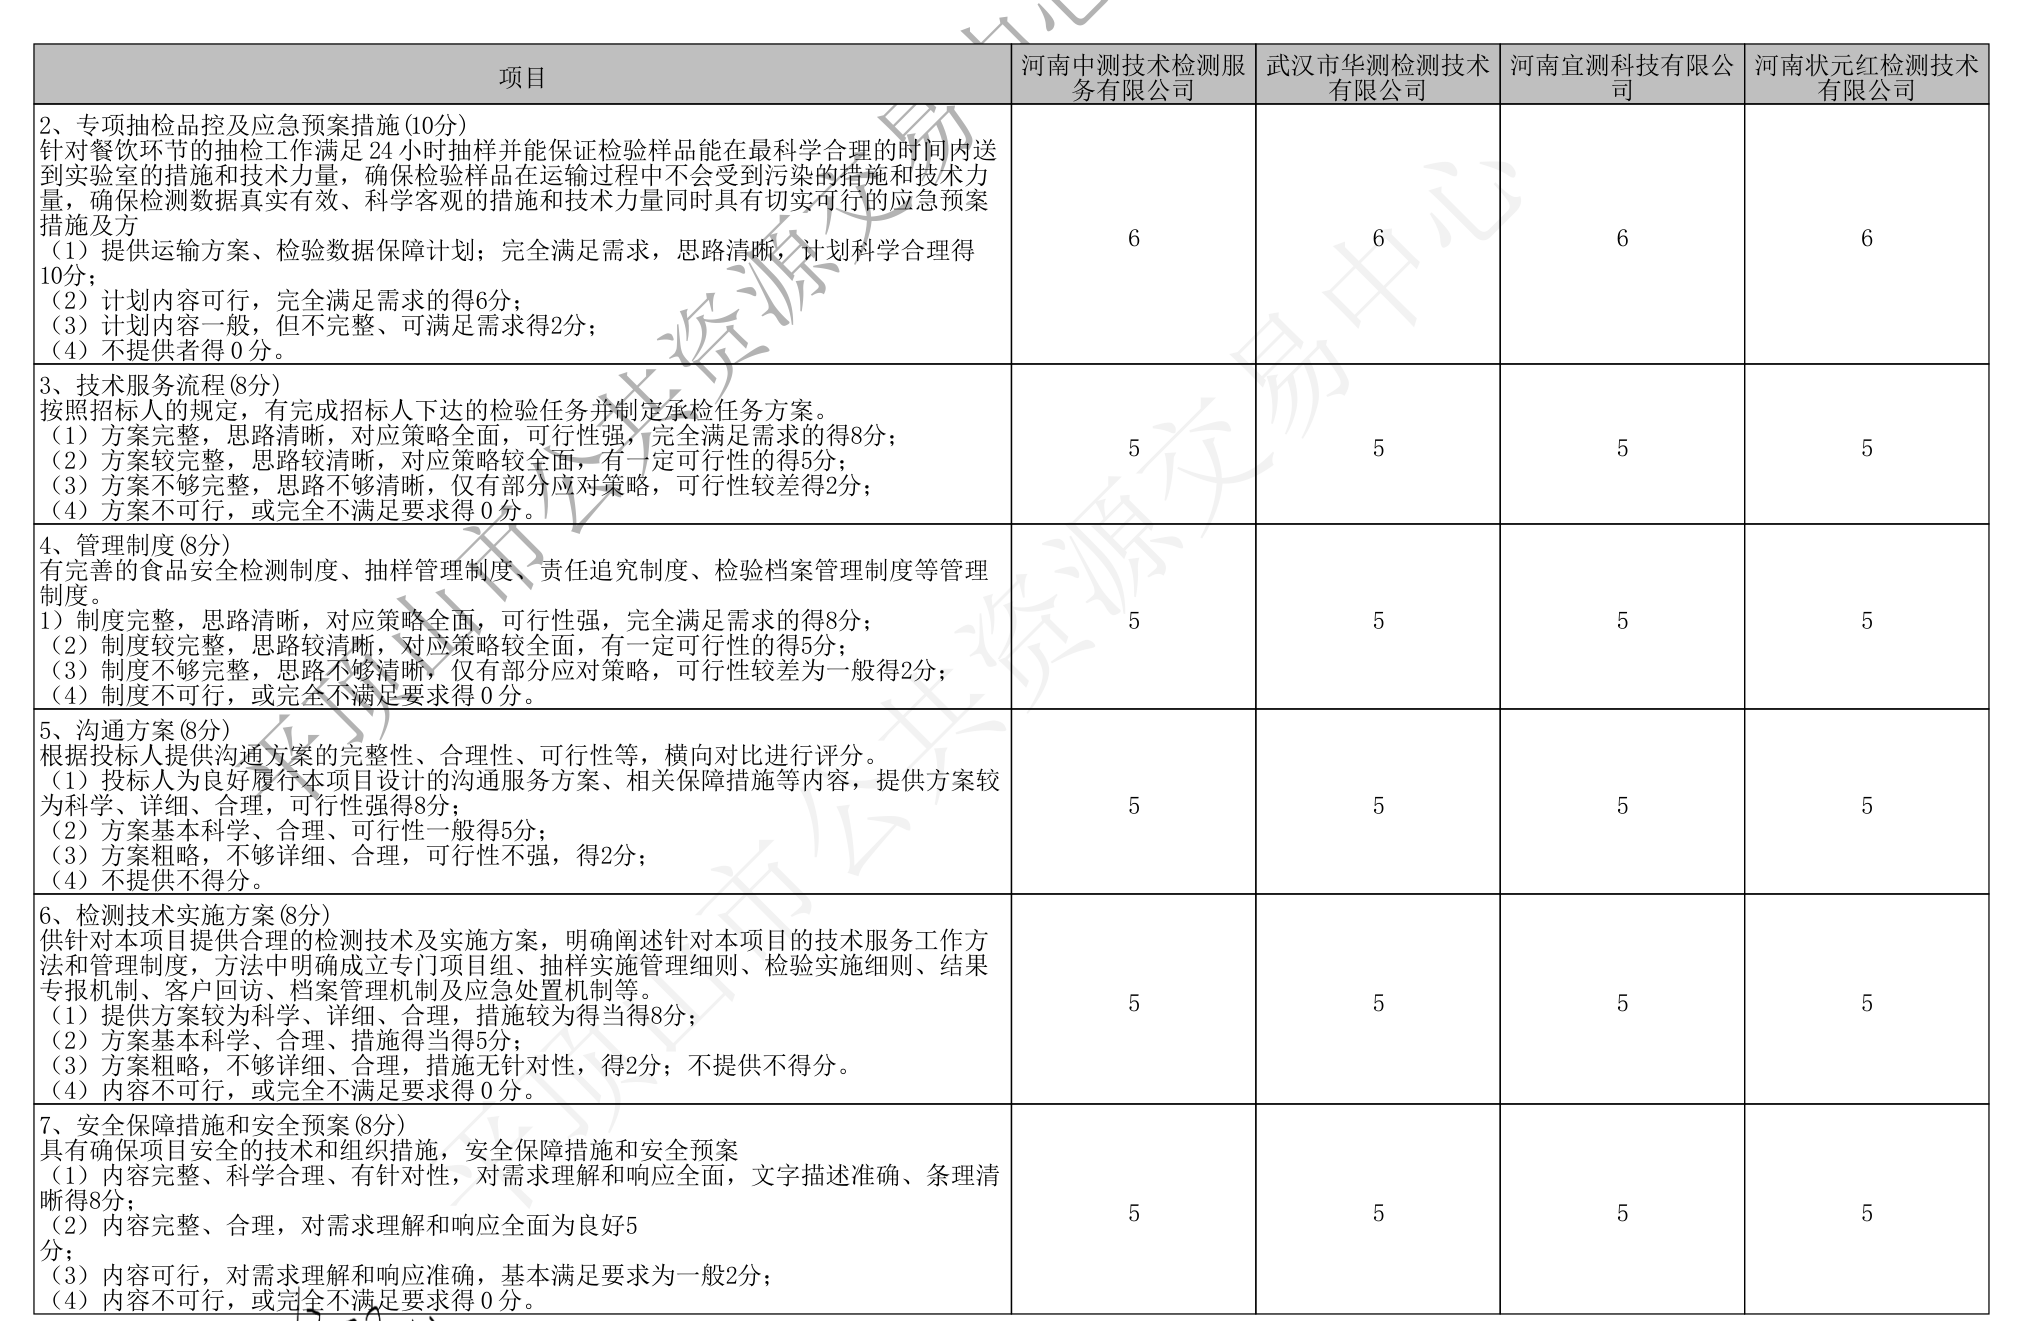 项目
河南中测技术检测服
务有限公司
武汉市华测检测技术
有限公司
河南宜测科技有限公
司
河南状元红检测技术
有限公司
2、专项抽检品控及应急预案措施(10分)
针对餐饮环节的抽检工作满足24小时抽样并能保证检验样品能在最科学合理的时间内送
到实验室的措施和技术力量，确保检验样品在运输过程中不会受到污染的措施和技术力
量，确保检测数据真实有效、科学客观的措施和技术力量同时具有切实可行的应急预案
措施及方
（1）提供运输方案、检验数据保障计划；完全满足需求，思路清晰，计划科学合理得
10分；
（2）计划内容可行，完全满足需求的得6分；
（3）计划内容一般，但不完整、可满足需求得2分；
（4）不提供者得0分。
6
6
6
6
3、技术服务流程(8分)
按照招标人的规定，有完成招标人下达的检验任务并制定承检任务方案。
（1）方案完整，思路清晰，对应策略全面，可行性强，完全满足需求的得8分；
（2）方案较完整，思路较清晰，对应策略较全面，有一定可行性的得5分；
（3）方案不够完整，思路不够清晰，仅有部分应对策略，可行性较差得2分；
（4）方案不可行，或完全不满足要求得0分。
5
5
5
5
4、管理制度(8分)
有完善的食品安全检测制度、抽样管理制度、责任追究制度、检验档案管理制度等管理
制度。
1）制度完整，思路清晰，对应策略全面，可行性强，完全满足需求的得8分；
（2）制度较完整，思路较清晰，对应策略较全面，有一定可行性的得5分；
（3）制度不够完整，思路不够清晰，仅有部分应对策略，可行性较差为一般得2分；
（4）制度不可行，或完全不满足要求得0分。
5
5
5
5
5、沟通方案(8分)
根据投标人提供沟通方案的完整性、合理性、可行性等，横向对比进行评分。
（1）投标人为良好履行本项目设计的沟通服务方案、相关保障措施等内容，提供方案较
为科学、详细、合理，可行性强得8分；
（2）方案基本科学、合理、可行性一般得5分；
（3）方案粗略，不够详细、合理，可行性不强，得2分；
（4）不提供不得分。
5
5
5
5
6、检测技术实施方案(8分)
供针对本项目提供合理的检测技术及实施方案，明确阐述针对本项目的技术服务工作方
法和管理制度，方法中明确成立专门项目组、抽样实施管理细则、检验实施细则、结果
专报机制、客户回访、档案管理机制及应急处置机制等。
（1）提供方案较为科学、详细、合理，措施较为得当得8分；
（2）方案基本科学、合理、措施得当得5分；
（3）方案粗略，不够详细、合理，措施无针对性，得2分；不提供不得分。
（4）内容不可行，或完全不满足要求得0分。
5
5
5
5
7、安全保障措施和安全预案(8分)
具有确保项目安全的技术和组织措施，安全保障措施和安全预案
（1）内容完整、科学合理、有针对性，对需求理解和响应全面，文字描述准确、条理清
晰得8分；
（2）内容完整、合理，对需求理解和响应全面为良好5
分；
（3）内容可行，对需求理解和响应准确，基本满足要求为一般2分；
（4）内容不可行，或完全不满足要求得0分。
5
5
5
5
平顶山市公共资源交易中心
平顶山市公共资源交易中心